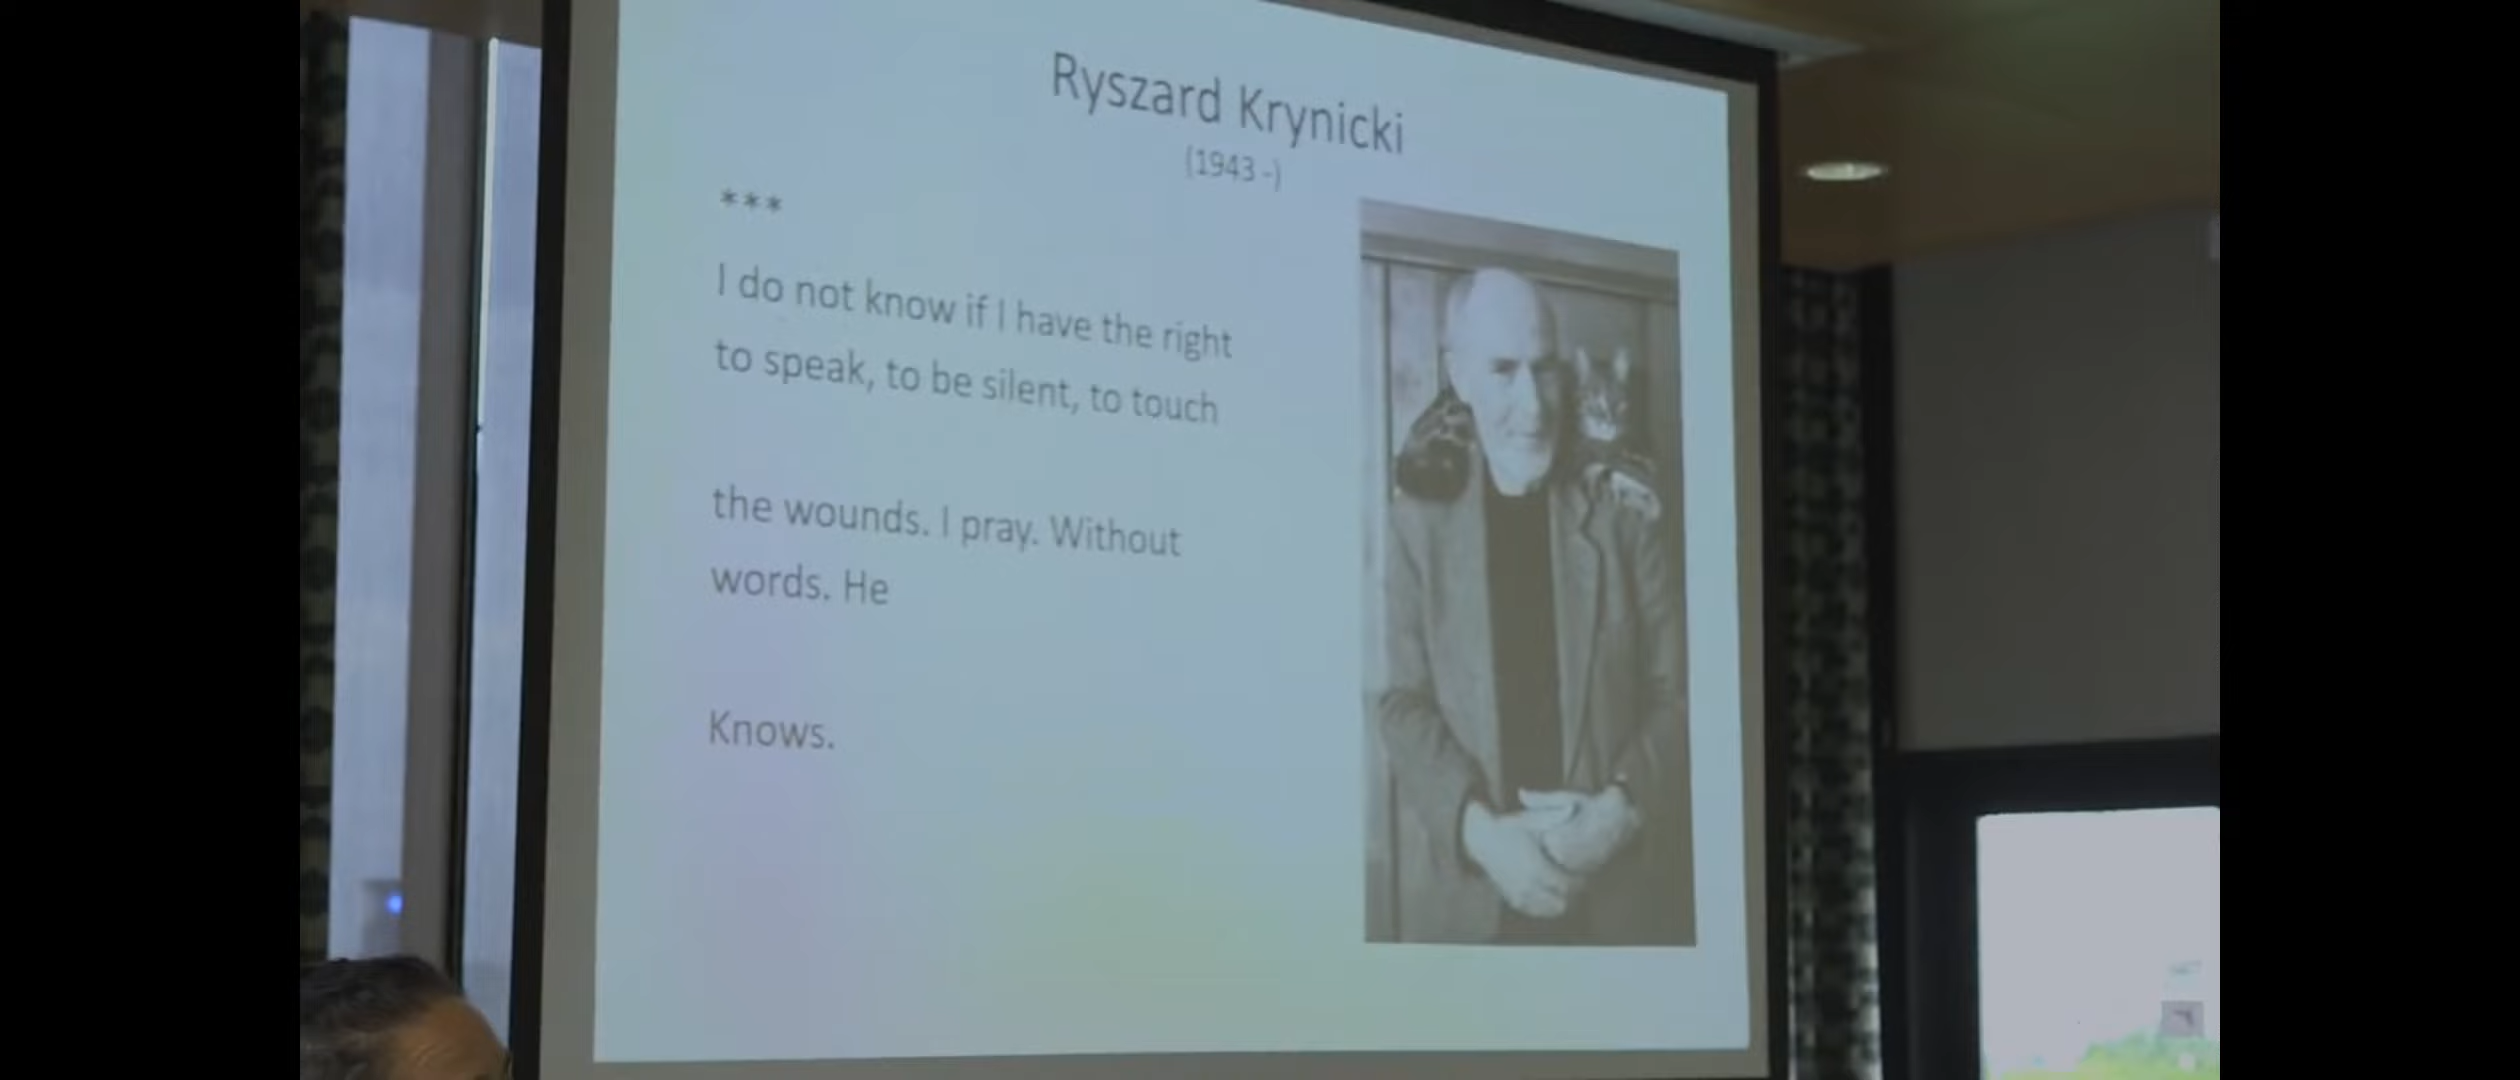 Ryszard Krynicki
(1943 -)
***
I do not know if I have the right
to speak, to be silent, to touch
the wounds. I pray. Without
words. He
Knows.